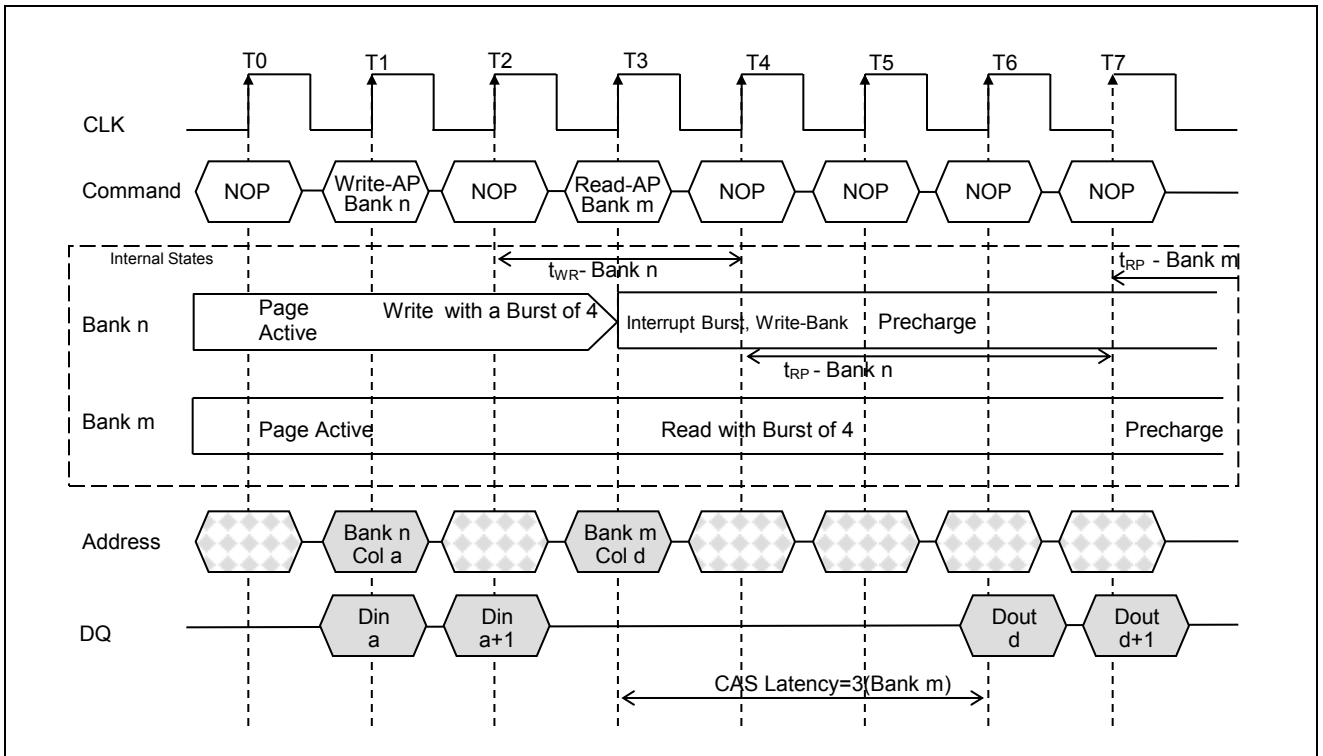 T0 T1 T2 T3 T4 T5 T6 T7
CLK
Command NOP Write-AP Bank n NOP Read-AP Bank m NOP NOP NOP NOP
Internal States
tWR- Bank n
tRP - Bank m
Bank n
Page Active
Write with a Burst of 4
Interrupt Burst, Write-Bank
Precharge
tRP - Bank n
Bank m
Page Active
Read with Burst of 4
Precharge
Address
Bank n
Col a
Bank m
Col d
DQ
Din
a
Din
a+1
Dout
d
Dout
d+1
CAS Latency=3(Bank m)